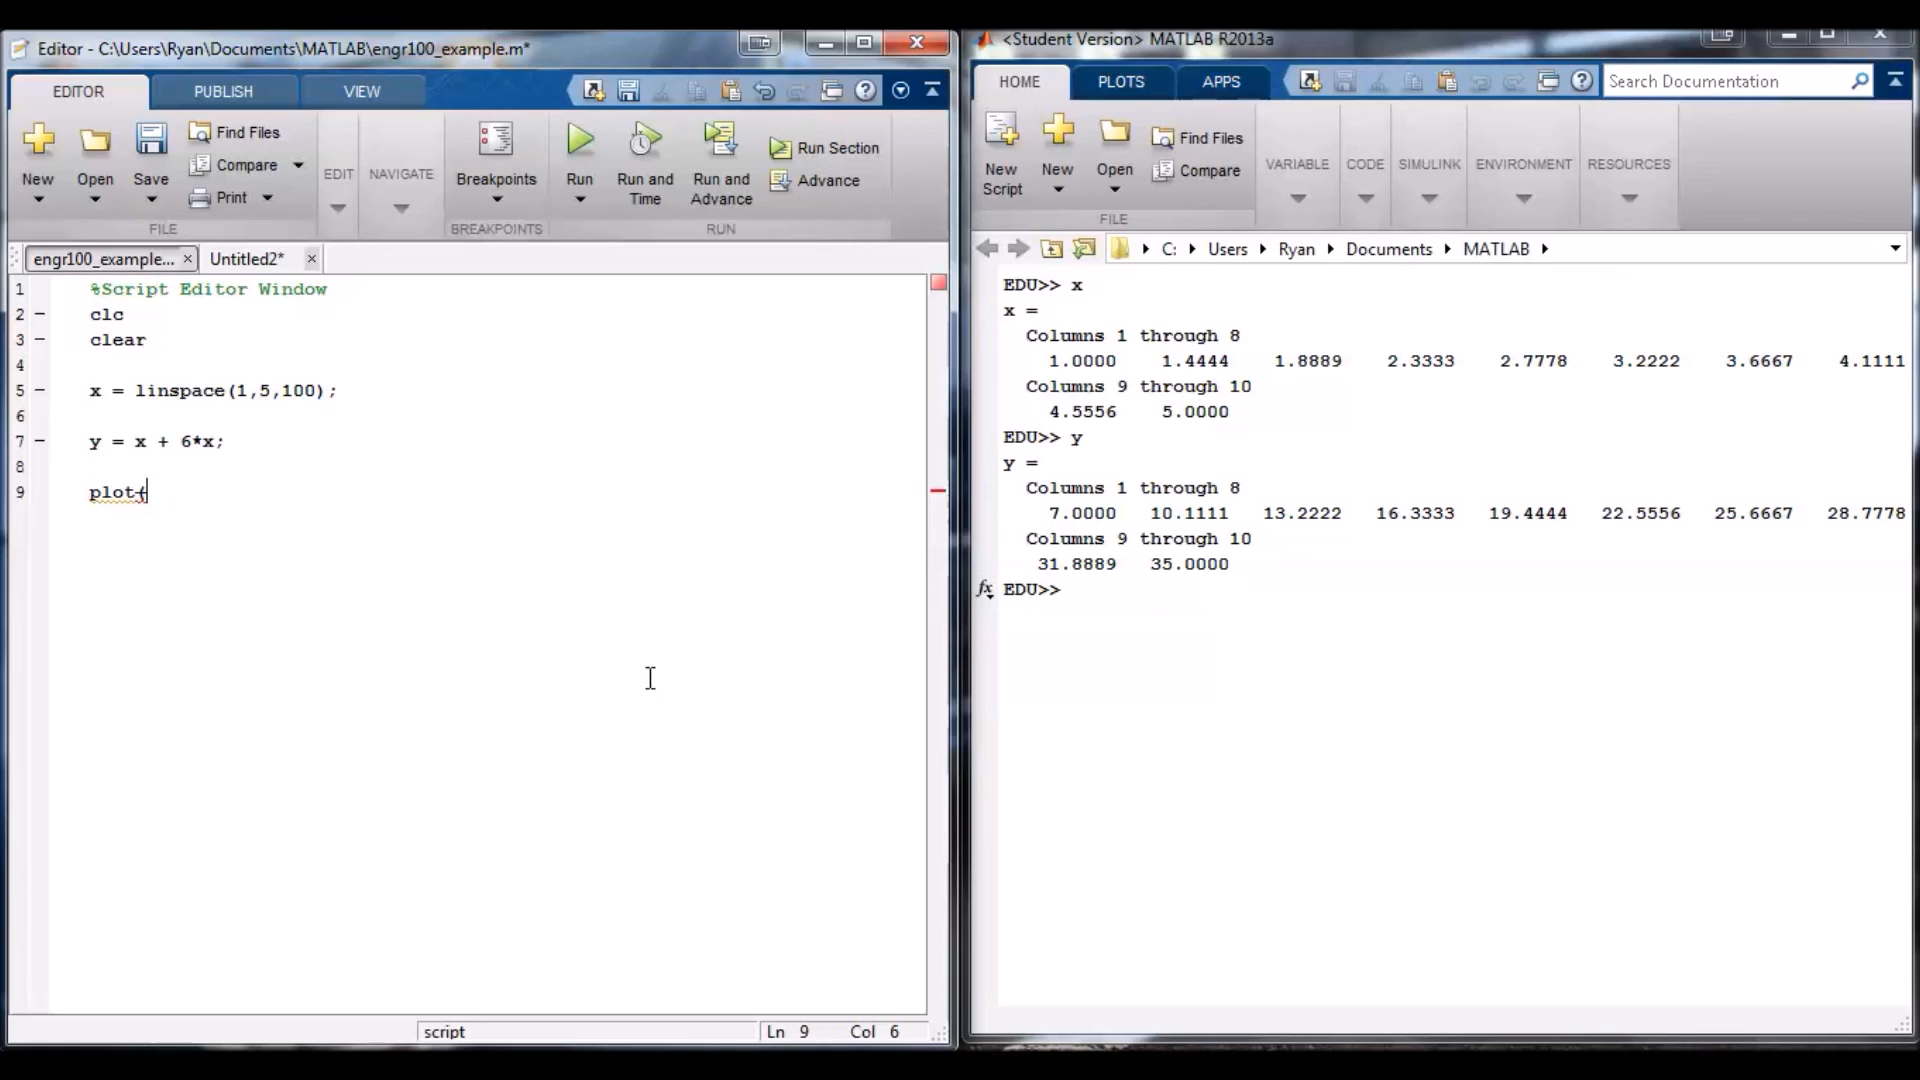 Editor - C:\Users\Ryan\Documents\MATLAB\engr100_example.m*
EDITOR PUBLISH VIEW
Find Files
Compare
Print
New Open Save
EDIT NAVIGATE
Breakpoints
Run
Run and Time
Run and Advance
Run Section
Advance
FILE BREAKPOINTS RUN
engr100_example... × Untitled2* ×
1 %Script Editor Window
2 – clc
3 – clear
4
5 – x = linspace(1,5,100);
6
7 – y = x + 6*x;
8
9 plot(
script Ln 9 Col 6
<Student Version> MATLAB R2013a
HOME PLOTS APPS
Search Documentation
New Script
New
Open
Find Files
Compare
VARIABLE CODE SIMULINK ENVIRONMENT RESOURCES
FILE
C: Users Ryan Documents MATLAB
EDU>> x
x =
Columns 1 through 8
1.0000 1.4444 1.8889 2.3333 2.7778 3.2222 3.6667 4.1111
Columns 9 through 10
4.5556 5.0000
EDU>> y
y =
Columns 1 through 8
7.0000 10.1111 13.2222 16.3333 19.4444 22.5556 25.6667 28.7778
Columns 9 through 10
31.8889 35.0000
fx EDU>>